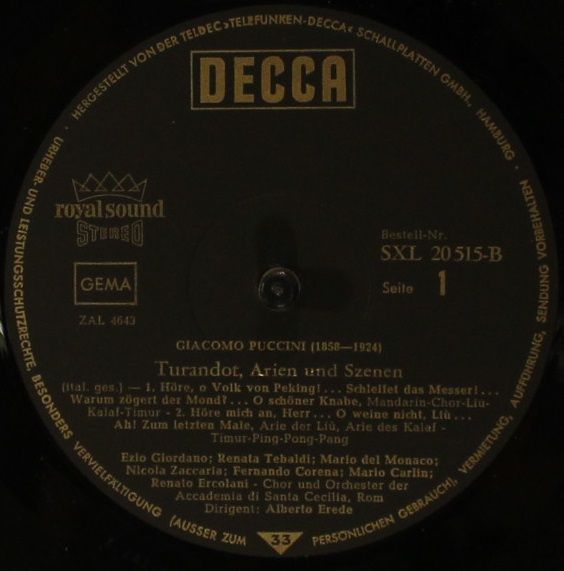 HERGESTELLT VON DER TELDEC »TELEFUNKEN-DECCA« SCHALLPLATTEN GMBH., HAMBURG ·
URHEBER- UND LEISTUNGSSCHUTZRECHTE, BESONDERS VERVIELFÄLTIGUNG (AUSSER ZUM PERSÖNLICHEN GEBRAUCH), VERMIETUNG, AUFFÜHRUNG, SENDUNG VORBEHALTEN
DECCA
royal sound
STEREO
GEMA
ZAL 4643
Bestell-Nr.
SXL 20515-B
Seite 1
GIACOMO PUCCINI (1858—1924)
Turandot, Arien und Szenen
(ital. ges.) — 1. Höre, o Volk von Peking!... Schleifet das Messer!...
Warum zögert der Mond?... O schöner Knabe, Mandarin-Chor-Liù-
Kalaf-Timur - 2. Höre mich an, Herr... O weine nicht, Liù...
Ah! Zum letzten Male, Arie der Liù, Arie des Kalaf -
Timur-Ping-Pong-Pang
Ezio Giordano; Renata Tebaldi; Mario del Monaco;
Nicola Zaccaria; Fernando Corena; Mario Carlin;
Renato Ercolani - Chor und Orchester der
Accademia di Santa Cecilia, Rom
Dirigent: Alberto Erede
33